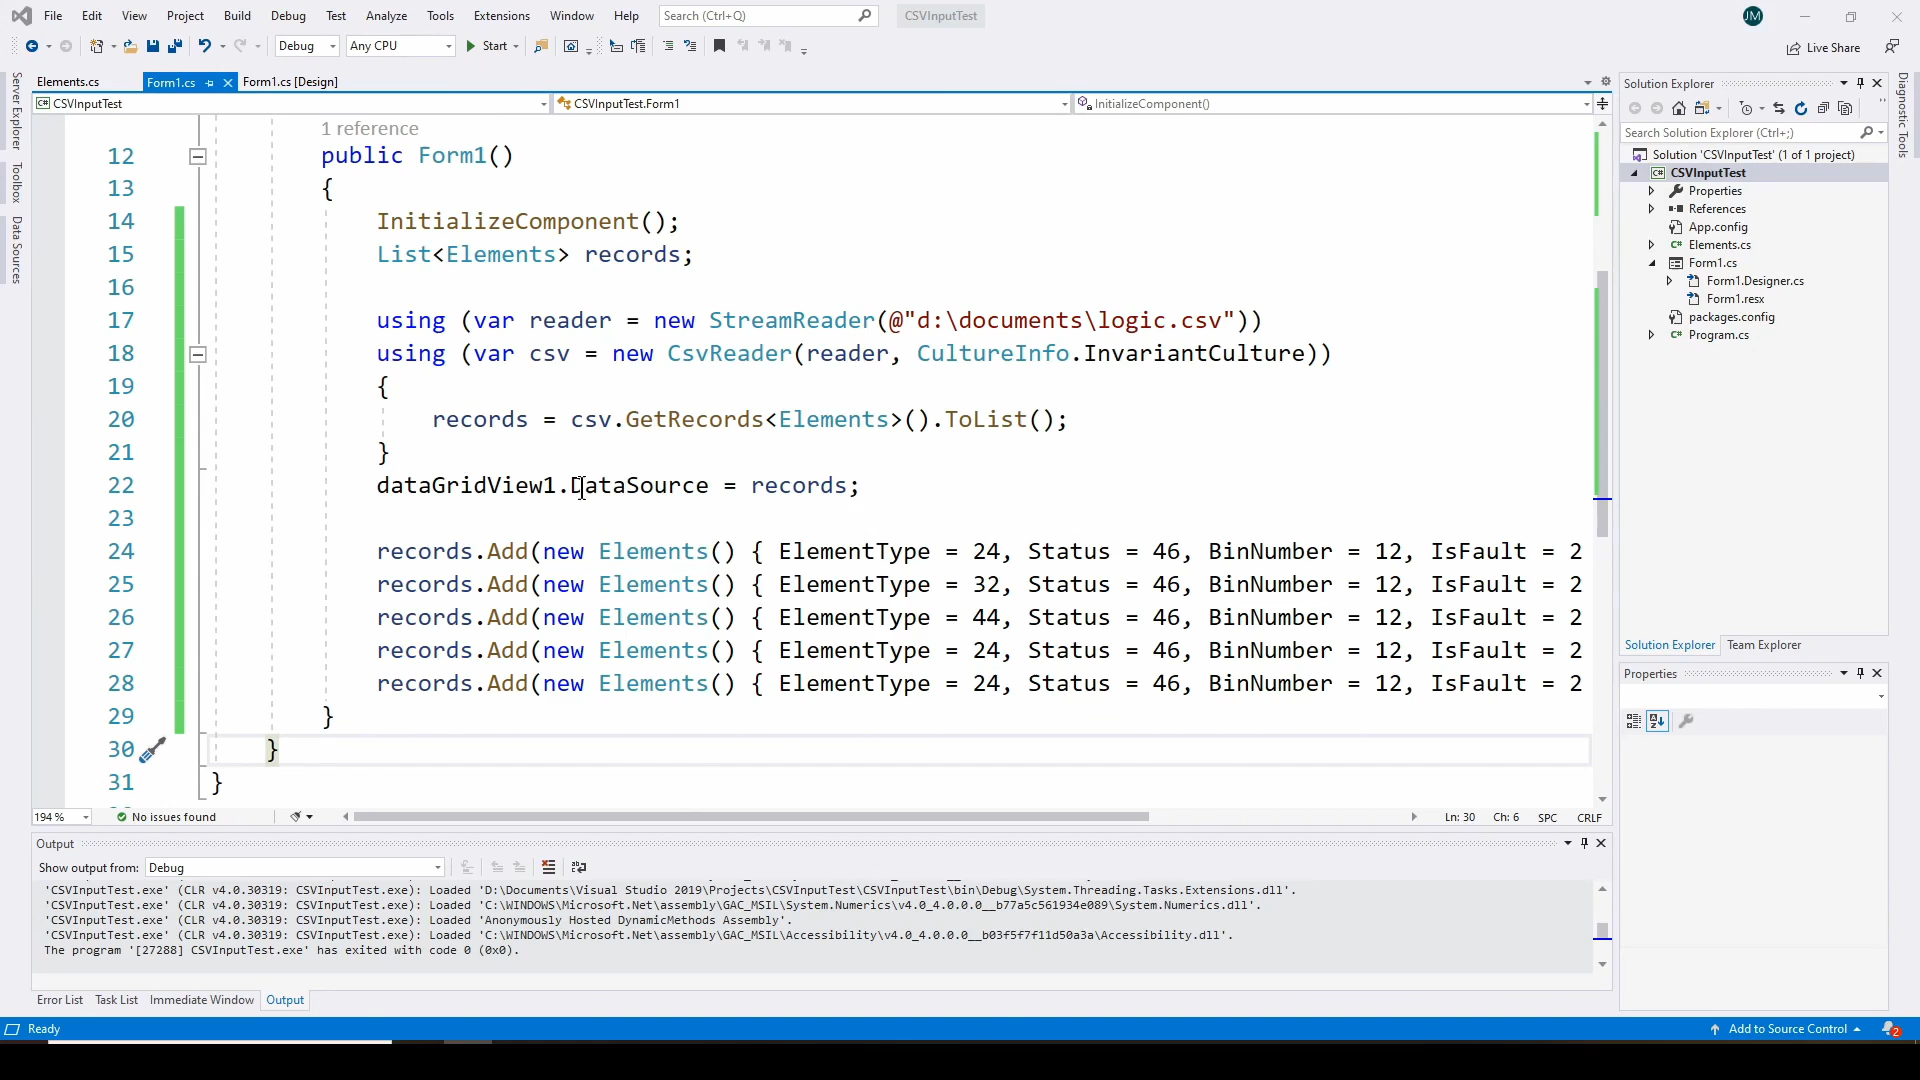 File Edit View Project Build Debug Test Analyze Tools Extensions Window Help Search (Ctrl+Q) CSVInputTest JM
Debug Any CPU Start Live Share
Elements.cs Form1.cs Form1.cs [Design]
CSVInputTest CSVInputTest.Form1 InitializeComponent()
Server Explorer
Toolbox
Data Sources
1 reference
12 public Form1()
13 {
14 InitializeComponent();
15 List<Elements> records;
16
17 using (var reader = new StreamReader(@"d:\documents\logic.csv"))
18 using (var csv = new CsvReader(reader, CultureInfo.InvariantCulture))
19 {
20 records = csv.GetRecords<Elements>().ToList();
21 }
22 dataGridView1.DataSource = records;
23
24 records.Add(new Elements() { ElementType = 24, Status = 46, BinNumber = 12, IsFault = 2
25 records.Add(new Elements() { ElementType = 32, Status = 46, BinNumber = 12, IsFault = 2
26 records.Add(new Elements() { ElementType = 44, Status = 46, BinNumber = 12, IsFault = 2
27 records.Add(new Elements() { ElementType = 24, Status = 46, BinNumber = 12, IsFault = 2
28 records.Add(new Elements() { ElementType = 24, Status = 46, BinNumber = 12, IsFault = 2
29 }
30 }
31 }
194 % No issues found Ln: 30 Ch: 6 SPC CRLF
Output
Show output from: Debug
'CSVInputTest.exe' (CLR v4.0.30319: CSVInputTest.exe): Loaded 'D:\Documents\Visual Studio 2019\Projects\CSVInputTest\CSVInputTest\bin\Debug\System.Threading.Tasks.Extensions.dll'.
'CSVInputTest.exe' (CLR v4.0.30319: CSVInputTest.exe): Loaded 'C:\WINDOWS\Microsoft.Net\assembly\GAC_MSIL\System.Numerics\v4.0_4.0.0.0__b77a5c561934e089\System.Numerics.dll'.
'CSVInputTest.exe' (CLR v4.0.30319: CSVInputTest.exe): Loaded 'Anonymously Hosted DynamicMethods Assembly'.
'CSVInputTest.exe' (CLR v4.0.30319: CSVInputTest.exe): Loaded 'C:\WINDOWS\Microsoft.Net\assembly\GAC_MSIL\Accessibility\v4.0_4.0.0.0__b03f5f7f11d50a3a\Accessibility.dll'.
The program '[27288] CSVInputTest.exe' has exited with code 0 (0x0).
Error List Task List Immediate Window Output
Solution Explorer
Search Solution Explorer (Ctrl+;)
Solution 'CSVInputTest' (1 of 1 project)
CSVInputTest
Properties
References
App.config
Elements.cs
Form1.cs
Form1.Designer.cs
Form1.resx
packages.config
Program.cs
Solution Explorer Team Explorer
Properties
Diagnostic Tools
Ready Add to Source Control 2